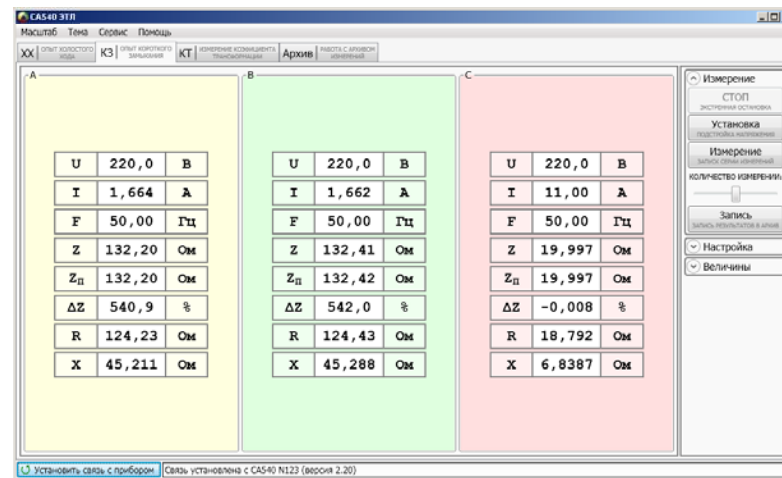 CA540 ЭТЛ
Масштаб Тема Сервис Помощь
ХХ ОПЫТ ХОЛОСТОГО ХОДА КЗ ОПЫТ КОРОТКОГО ЗАМЫКАНИЯ КТ ИЗМЕРЕНИЕ КОЭФФИЦИЕНТА ТРАНСФОРМАЦИИ Архив РАБОТА С АРХИВОМ ИЗМЕРЕНИЙ
A
U 220,0 В
I 1,664 А
F 50,00 Гц
Z 132,20 Ом
Zп 132,20 Ом
ΔZ 540,9 %
R 124,23 Ом
X 45,211 Ом
B
U 220,0 В
I 1,662 А
F 50,00 Гц
Z 132,41 Ом
Zп 132,42 Ом
ΔZ 542,0 %
R 124,43 Ом
X 45,288 Ом
C
U 220,0 В
I 11,00 А
F 50,00 Гц
Z 19,997 Ом
Zп 19,997 Ом
ΔZ -0,008 %
R 18,792 Ом
X 6,8387 Ом
Измерение
СТОП
ЭКСТРЕННАЯ ОСТАНОВКА
Установка
ПОДСТРОЙКА НАПРЯЖЕНИЯ
Измерение
ЗАПИСЬ СЕРИИ ИЗМЕРЕНИЙ
КОЛИЧЕСТВО ИЗМЕРЕНИЙ:
Запись
ЗАПИСЬ РЕЗУЛЬТАТОВ В АРХИВ
Настройка
Величины
Установить связь с прибором Связь установлена с CA540 N123 (версия 2.20)